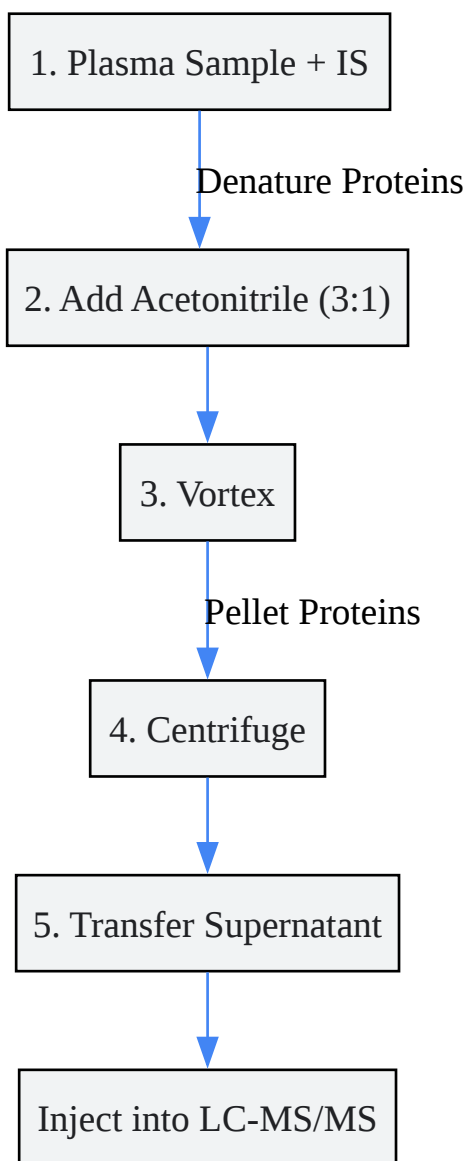 1. Plasma Sample + IS
Denature Proteins
2. Add Acetonitrile (3:1)
3. Vortex
Pellet Proteins
4. Centrifuge
5. Transfer Supernatant
Inject into LC-MS/MS